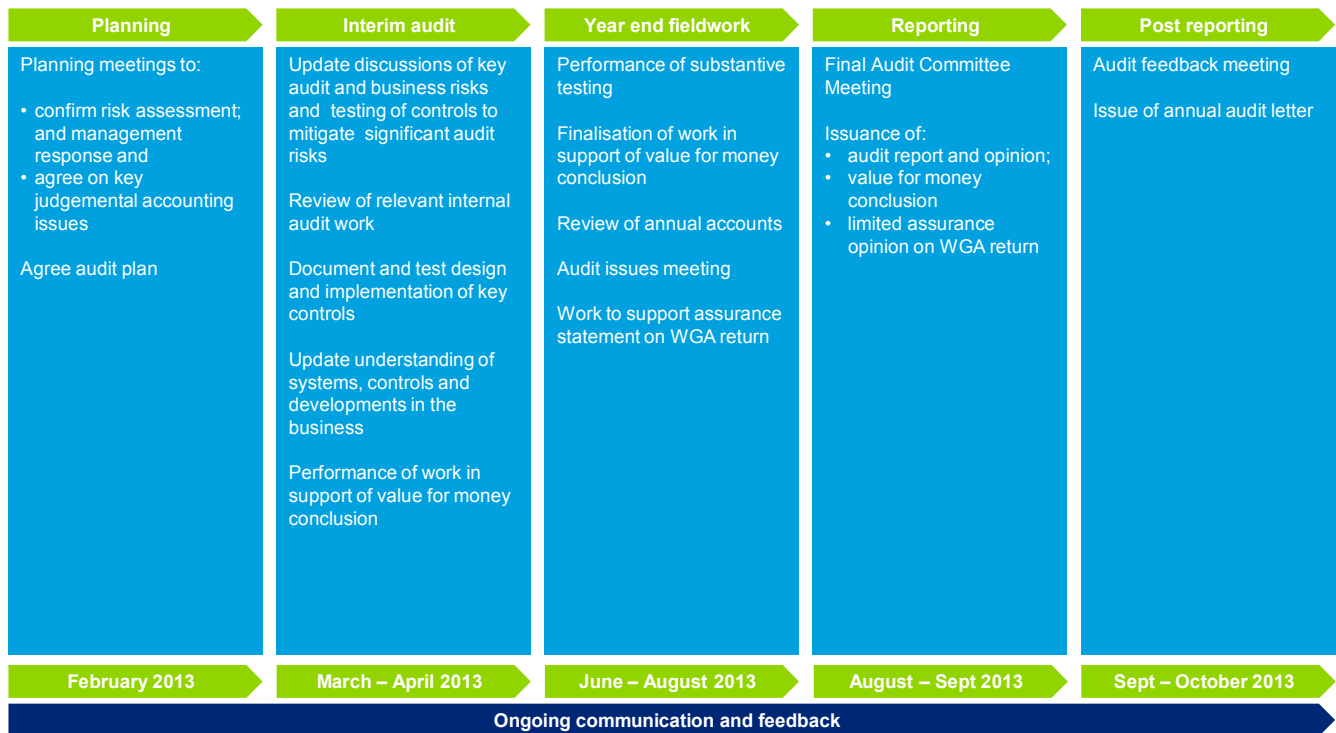 Planning
Planning meetings to:
• confirm risk assessment;
and management
response and
• agree on key
judgemental accounting
issues
Agree audit plan
February 2013
Interim audit
Update discussions of key
audit and business risks
and testing of controls to
mitigate significant audit
risks
Review of relevant internal
audit work
Document and test design
and implementation of key
controls
Update understanding of
systems, controls and
developments in the
business
Performance of work in
support of value for money
conclusion
March – April 2013
Year end fieldwork
Performance of substantive
testing
Finalisation of work in
support of value for money
conclusion
Review of annual accounts
Audit issues meeting
Work to support assurance
statement on WGA return
June – August 2013
Reporting
Final Audit Committee
Meeting
Issuance of:
• audit report and opinion;
• value for money
conclusion
• limited assurance
opinion on WGA return
August – Sept 2013
Post reporting
Audit feedback meeting
Issue of annual audit letter
Sept – October 2013
Ongoing communication and feedback